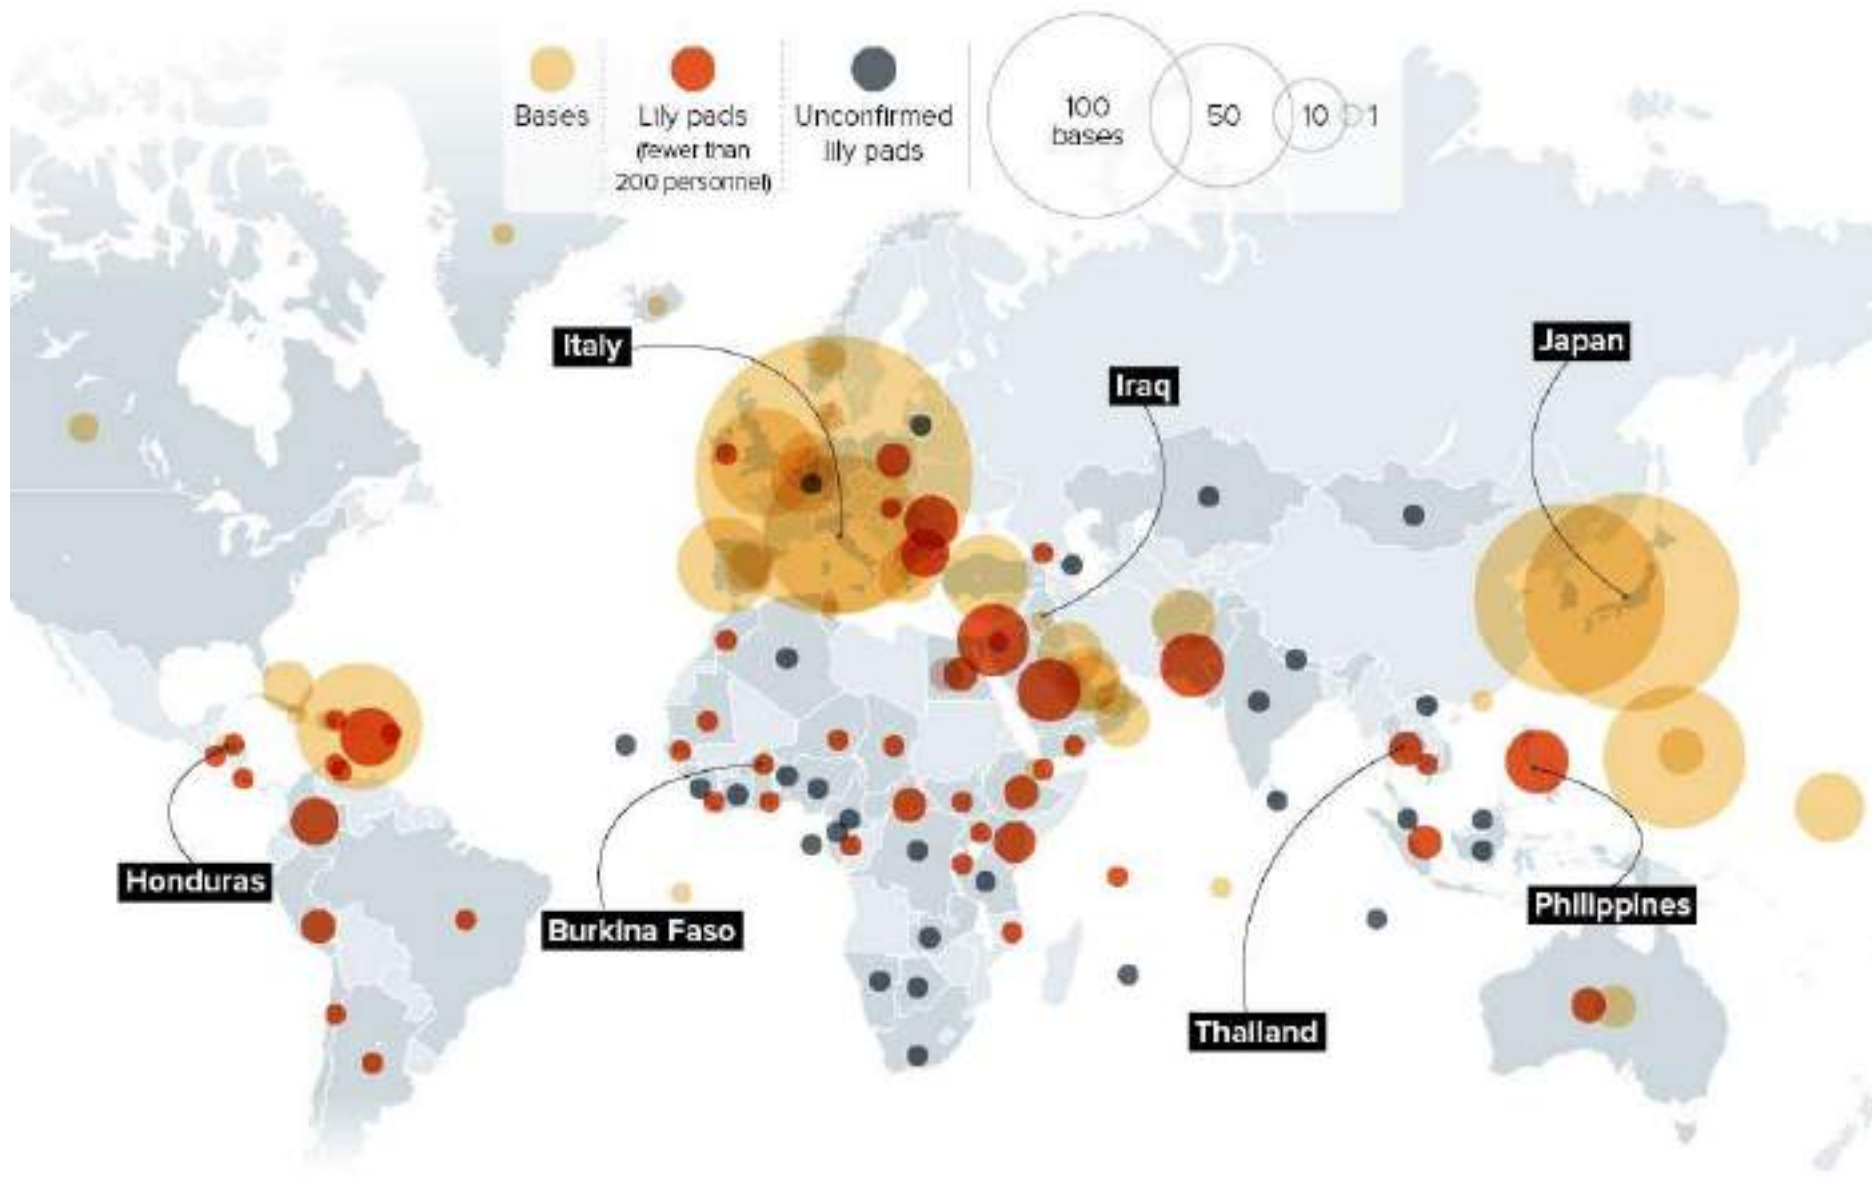 Bases
Lily pads
(fewer than
200 personnel)
Unconfirmed
lily pads
100
bases
50
10
1
Italy
Japan
Iraq
Honduras
Burkina Faso
Philippines
Thailand